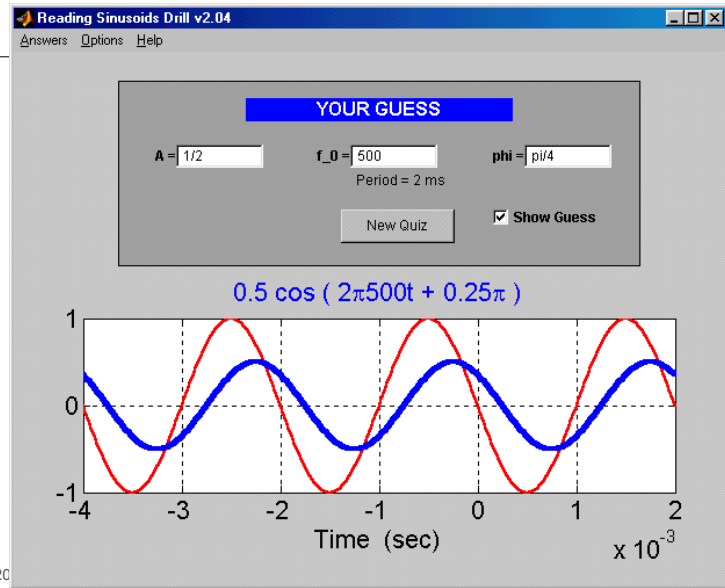 Reading Sinusoids Drill v2.04
Answers Options Help
YOUR GUESS
A = 1/2 f_0 = 500 phi = pi/4
Period = 2 ms
New Quiz Show Guess
0.5 cos ( 2π500t + 0.25π )
1
0
-1
-4 -3 -2 -1 0 1 2
Time (sec)
x 10^-3
20